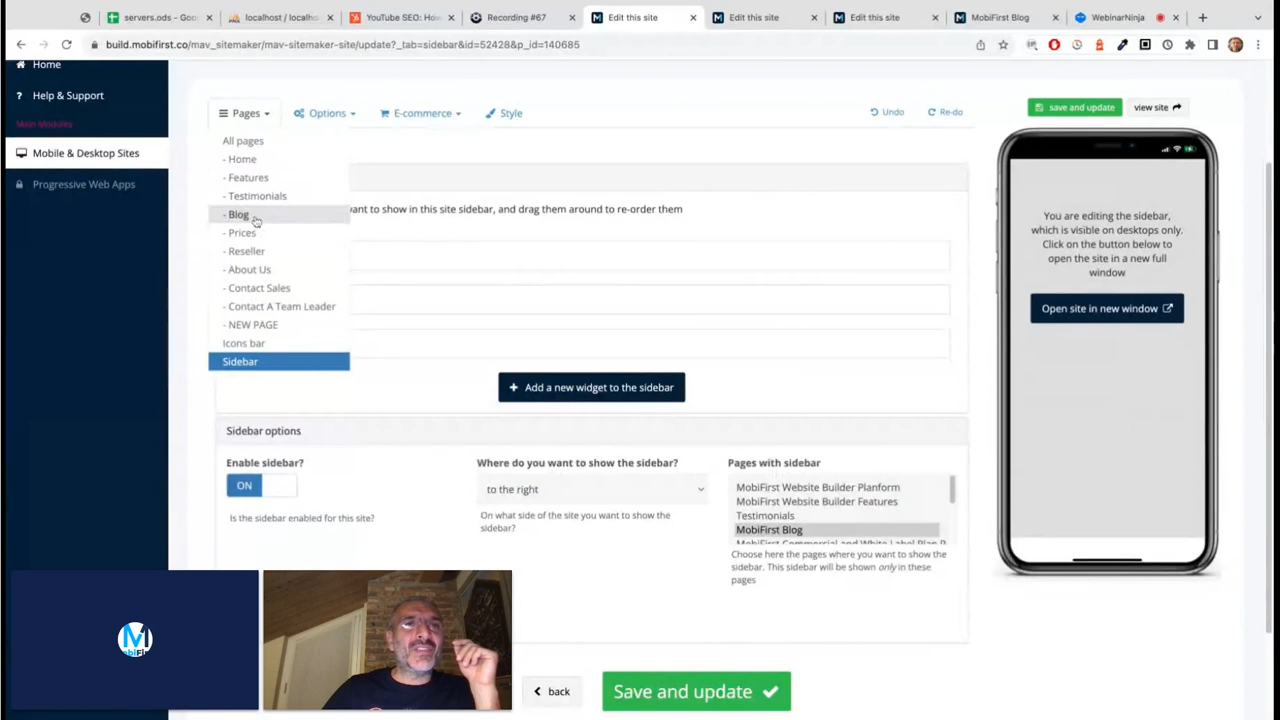 servers.ods - Goo
localhost / localho
YouTube SEO: How
Recording #67
Edit this site
Edit this site
Edit this site
MobiFirst Blog
WebinarNinja
build.mobifirst.co/mav_sitemaker/mav-sitemaker-site/update?_tab=sidebar&id=52428&p_id=140685
Home
? Help & Support
Main Modules
Mobile & Desktop Sites
Progressive Web Apps
Pages
Options
E-commerce
Style
Undo
Re-do
save and update
view site
All pages
- Home
- Features
- Testimonials
- Blog
- Prices
- Reseller
- About Us
- Contact Sales
- Contact A Team Leader
- NEW PAGE
Icons bar
Sidebar
want to show in this site sidebar, and drag them around to re-order them
+ Add a new widget to the sidebar
Sidebar options
Enable sidebar?
ON
Is the sidebar enabled for this site?
Where do you want to show the sidebar?
to the right
On what side of the site you want to show the
sidebar?
Pages with sidebar
MobiFirst Website Builder Planform
MobiFirst Website Builder Features
Testimonials
MobiFirst Blog
MobiFirst Commercial and White Label Plan P
Choose here the pages where you want to show the
sidebar. This sidebar will be shown only in these
pages
back
Save and update
You are editing the sidebar,
which is visible on desktops only.
Click on the button below to
open the site in a new full
window
Open site in new window